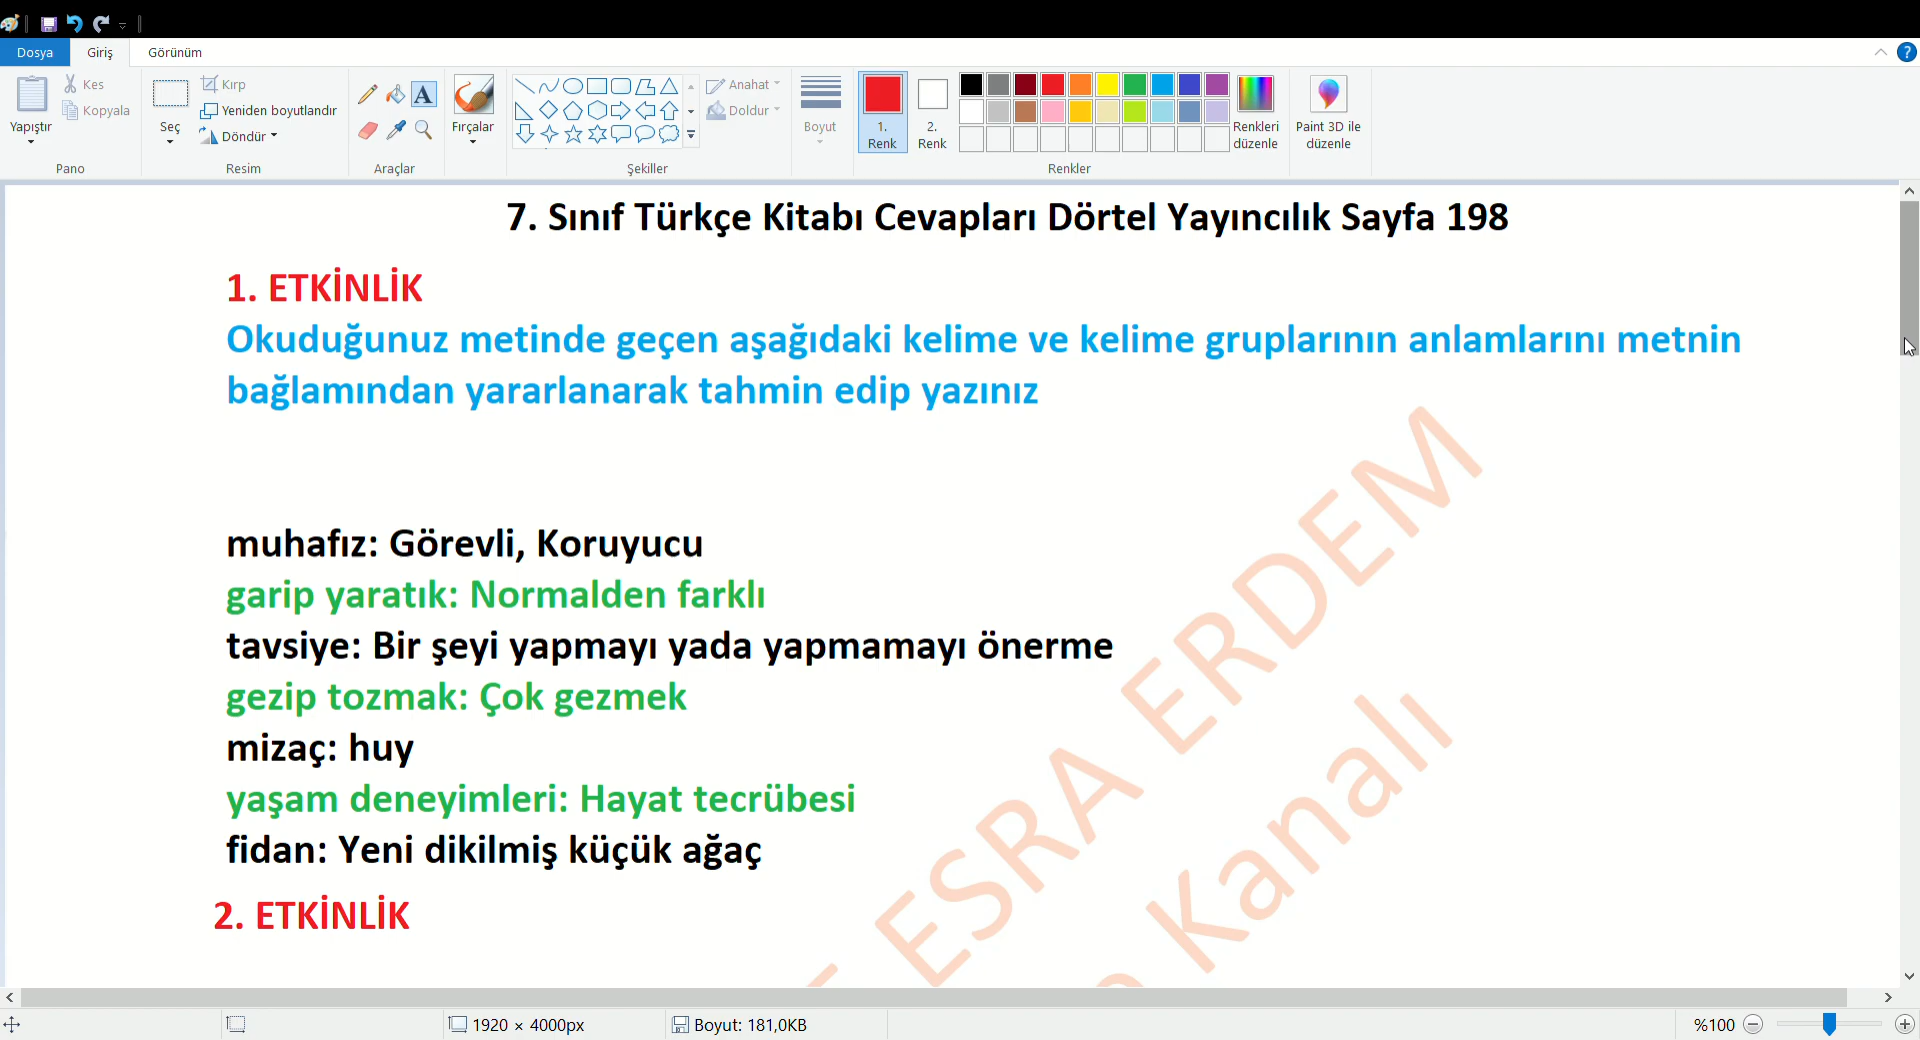 Dosya Giriş Görünüm
Yapıştır
Kes
Kopyala
Pano
Seç
Kırp
Yeniden boyutlandır
Döndür
Resim
Araçlar
Fırçalar
Şekiller
Anahat
Doldur
Boyut
1.
Renk
2.
Renk
Renkleri
düzenle
Renkler
Paint 3D ile
düzenle
7. Sınıf Türkçe Kitabı Cevapları Dörtel Yayıncılık Sayfa 198
1. ETKİNLİK
Okuduğunuz metinde geçen aşağıdaki kelime ve kelime gruplarının anlamlarını metnin
bağlamından yararlanarak tahmin edip yazınız
muhafız: Görevli, Koruyucu
garip yaratık: Normalden farklı
tavsiye: Bir şeyi yapmayı yada yapmamayı önerme
gezip tozmak: Çok gezmek
mizaç: huy
yaşam deneyimleri: Hayat tecrübesi
fidan: Yeni dikilmiş küçük ağaç
2. ETKİNLİK
ESRA ERDEM
Kanalı
1920 × 4000px
Boyut: 181,0KB
%100